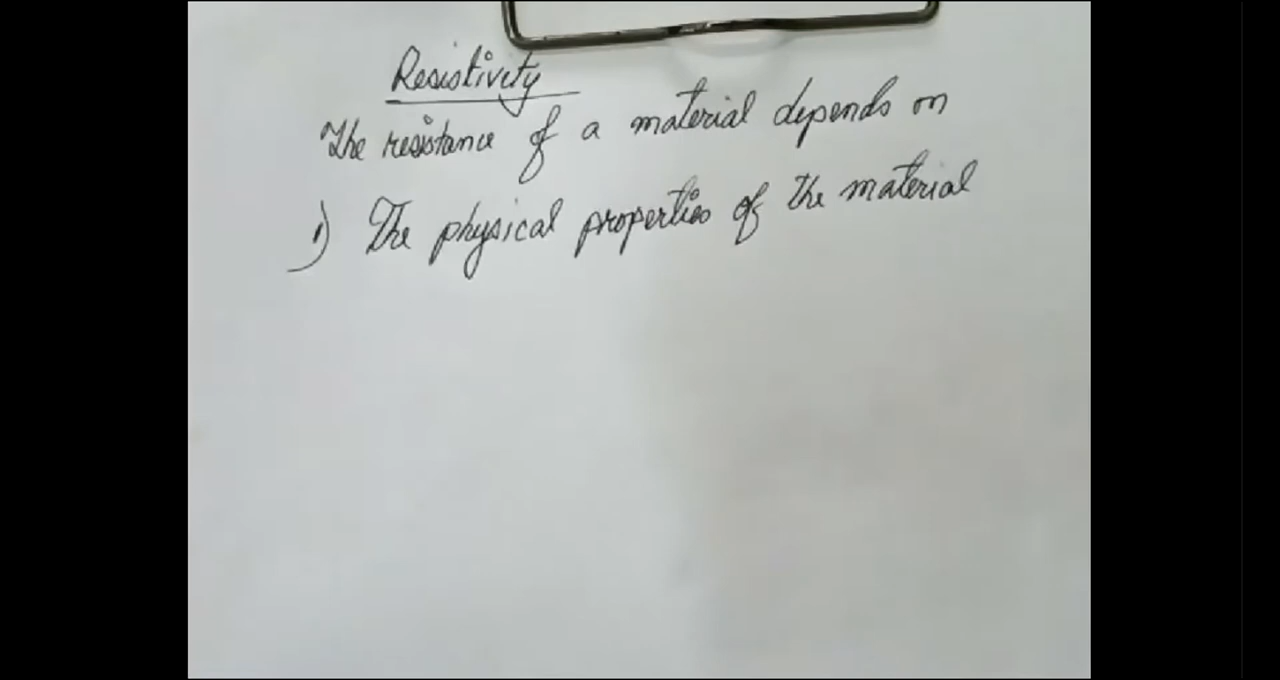 Resistivity
The resistance of a material depends on
1) The physical properties of the material